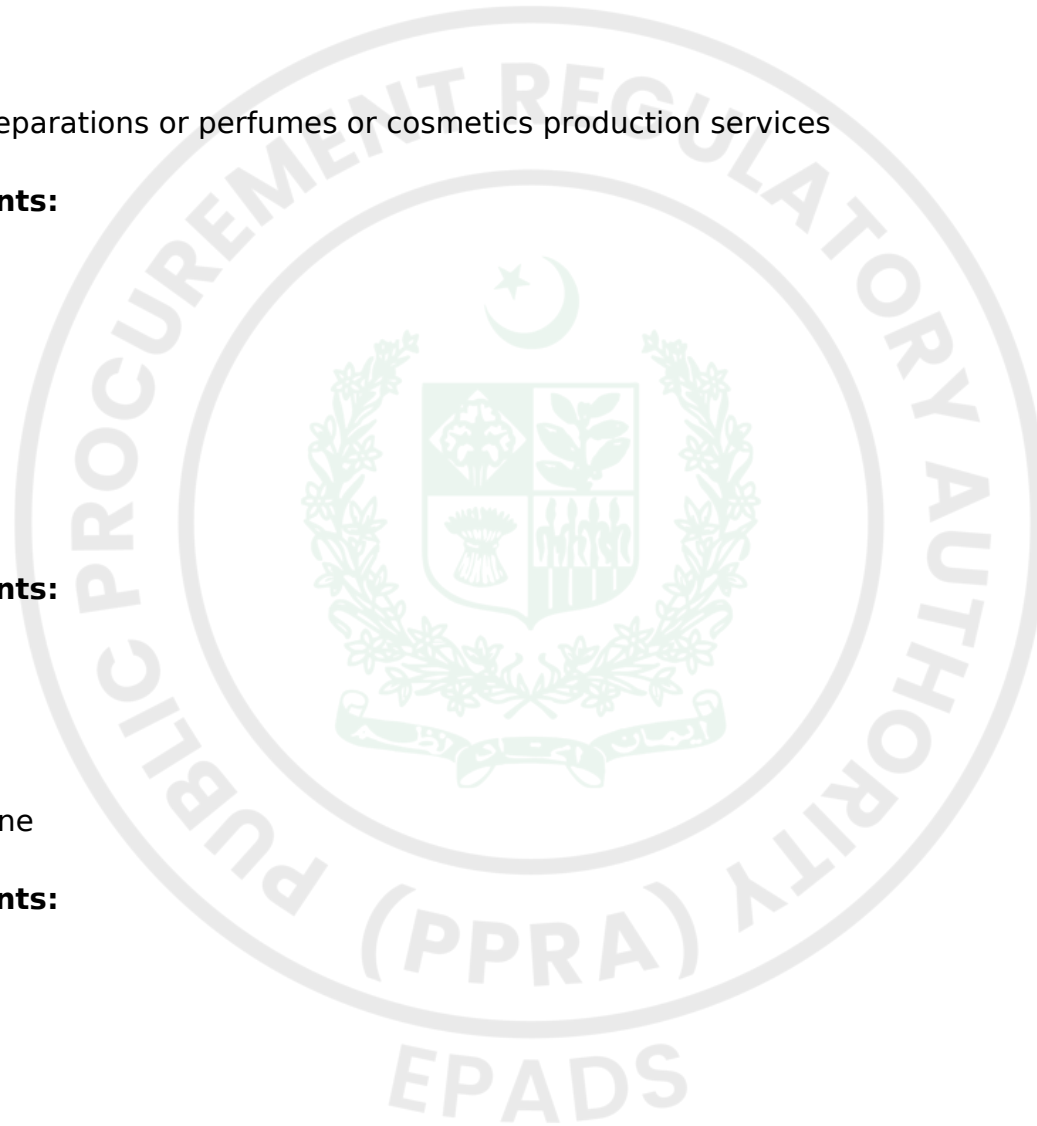 eparations or perfumes or cosmetics production services
nts:
nts:
ne
nts:
PUBLIC PROCUREMENT REGULATORY AUTHORITY
(PPRA)
EPADS